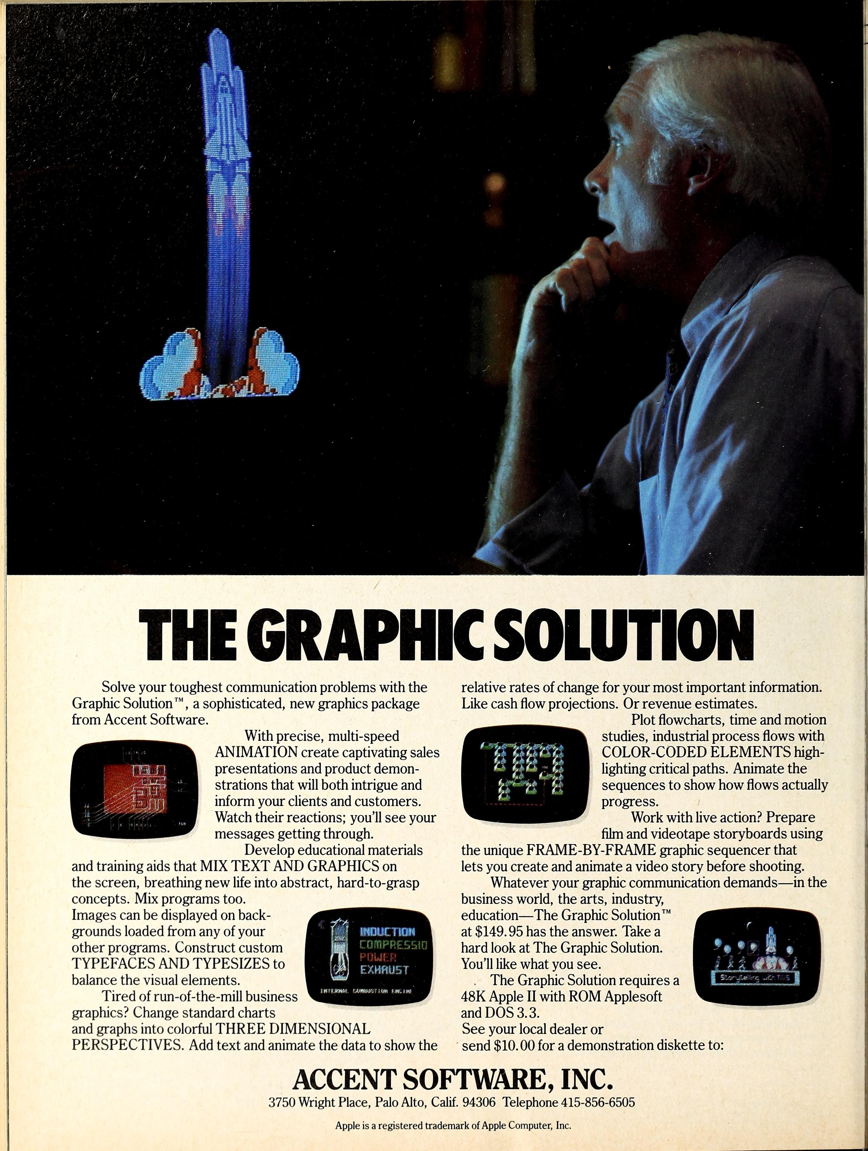 THE GRAPHIC SOLUTION
Solve your toughest communication problems with the
Graphic Solution™, a sophisticated, new graphics package
from Accent Software.
With precise, multi-speed
ANIMATION create captivating sales
presentations and product demon-
strations that will both intrigue and
inform your clients and customers.
Watch their reactions; you'll see your
messages getting through.
Develop educational materials
and training aids that MIX TEXT AND GRAPHICS on
the screen, breathing new life into abstract, hard-to-grasp
concepts. Mix programs too.
Images can be displayed on back-
grounds loaded from any of your
other programs. Construct custom
TYPEFACES AND TYPESIZES to
balance the visual elements.
Tired of run-of-the-mill business
graphics? Change standard charts
and graphs into colorful THREE DIMENSIONAL
PERSPECTIVES. Add text and animate the data to show the
INDUCTION
COMPRESSIO
POWER
EXHAUST
INTERNAL COMBUSTION ENGINE
relative rates of change for your most important information.
Like cash flow projections. Or revenue estimates.
Plot flowcharts, time and motion
studies, industrial process flows with
COLOR-CODED ELEMENTS high-
lighting critical paths. Animate the
sequences to show how flows actually
progress.
Work with live action? Prepare
film and videotape storyboards using
the unique FRAME-BY-FRAME graphic sequencer that
lets you create and animate a video story before shooting.
Whatever your graphic communication demands—in the
business world, the arts, industry,
education—The Graphic Solution™
at $149.95 has the answer. Take a
hard look at The Graphic Solution.
You'll like what you see.
The Graphic Solution requires a
48K Apple II with ROM Applesoft
and DOS 3.3.
See your local dealer or
send $10.00 for a demonstration diskette to:
Storytelling with TGS
ACCENT SOFTWARE, INC.
3750 Wright Place, Palo Alto, Calif. 94306 Telephone 415-856-6505
Apple is a registered trademark of Apple Computer, Inc.